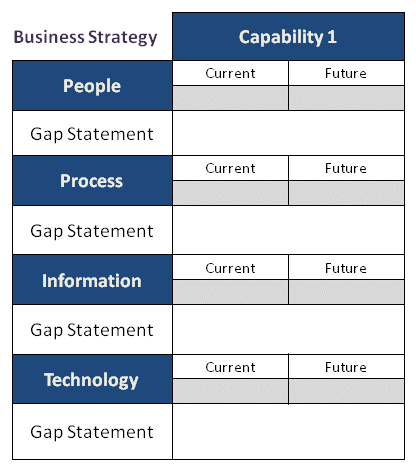 Business Strategy Capability 1
People Current Future
Gap Statement
Process Current Future
Gap Statement
Information Current Future
Gap Statement
Technology Current Future
Gap Statement